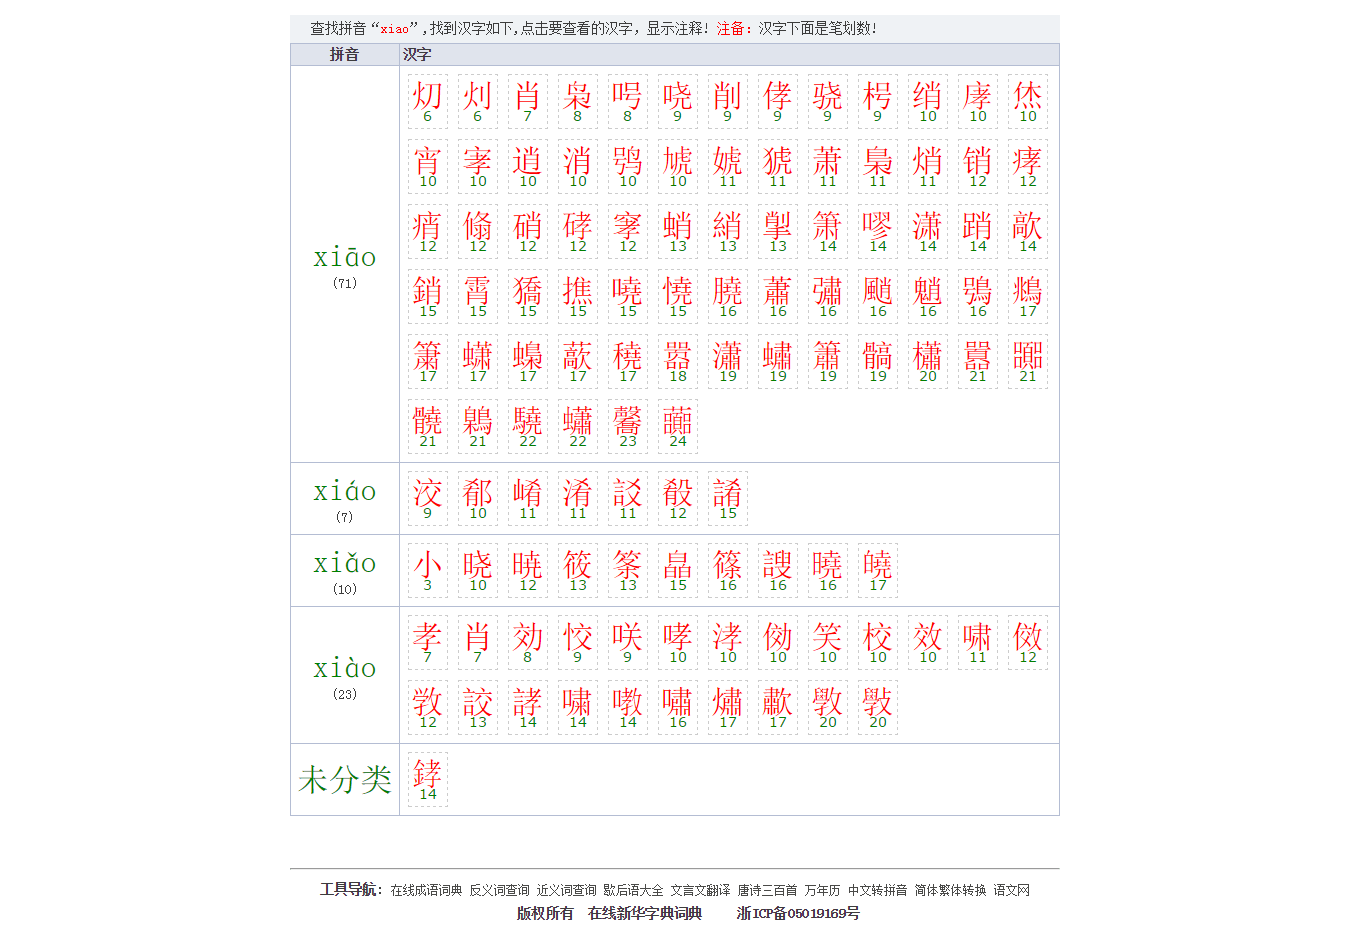 查找拼音“xiao”,找到汉字如下,点击要查看的汉字，显示注释！注备：汉字下面是笔划数！
拼音 汉字
xiāo
(71)
灱 灲 肖 枭 呺 哓 削 侾 骁 枵 绡 庨 烋
6 6 7 8 8 9 9 9 9 9 10 10 10
宵 宯 逍 消 鸮 虓 婋 猇 萧 梟 焇 销 痚
10 10 10 10 10 10 11 11 11 11 11 12 12
痟 翛 硝 硣 窙 蛸 綃 揱 箫 嘐 潇 踃 歊
12 12 12 12 12 13 13 13 14 14 14 14 14
銷 霄 獢 撨 嘵 憢 膮 蕭 彇 颵 魈 鴞 鴵
15 15 15 15 15 15 16 16 16 16 16 16 17
簘 蟏 蟂 藃 穘 嚣 瀟 蟰 簫 髇 櫹 囂 嘂
17 17 17 17 17 18 19 19 19 19 20 21 21
髐 鷍 驍 蠨 毊 虈
21 21 22 22 23 24
xiáo
(7)
洨 郩 崤 淆 訤 殽 誵
9 10 11 11 11 12 15
xiǎo
(10)
小 晓 暁 筱 筿 皛 篠 謏 曉 皢
3 10 12 13 13 15 16 16 16 17
xiào
(23)
孝 肖 効 恔 咲 哮 涍 俲 笑 校 效 啸 傚
7 7 8 9 9 10 10 10 10 10 10 11 12
敩 詨 誟 嘨 嘋 嘯 熽 歗 斅 斆
12 13 14 14 14 16 17 17 20 20
未分类
銾
14
工具导航： 在线成语词典 反义词查询 近义词查询 歇后语大全 文言文翻译 唐诗三百首 万年历 中文转拼音 简体繁体转换 语文网
版权所有 在线新华字典词典 浙ICP备05019169号